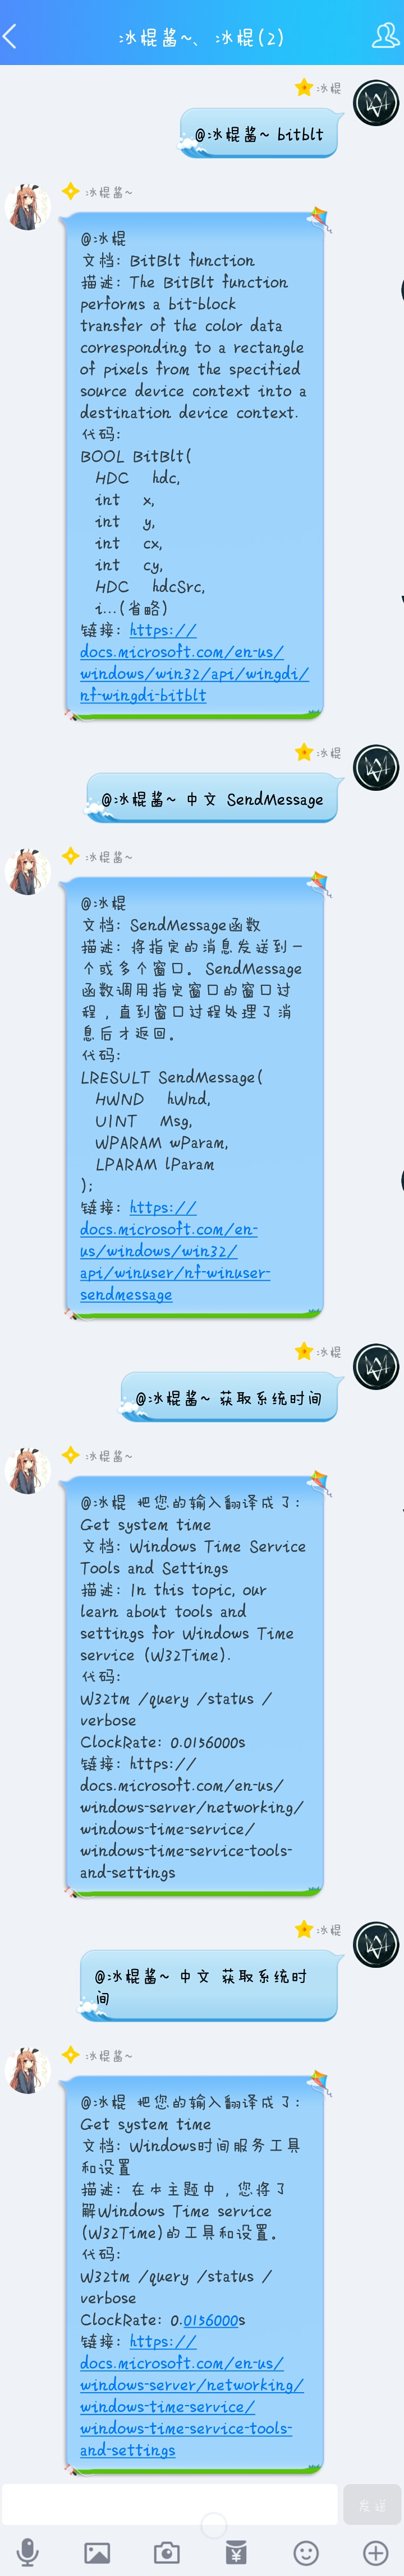 冰棍酱~、 冰棍(2)
冰棍
@冰棍酱~ bitblt
冰棍酱~
@冰棍
文档: BitBlt function
描述: The BitBlt function
performs a bit-block
transfer of the color data
corresponding to a rectangle
of pixels from the specified
source device context into a
destination device context.
代码:
BOOL BitBlt(
HDC hdc,
int x,
int y,
int cx,
int cy,
HDC hdcSrc,
i...(省略)
链接: https://
docs.microsoft.com/en-us/
windows/win32/api/wingdi/
nf-wingdi-bitblt
冰棍
@冰棍酱~ 中文 SendMessage
冰棍酱~
@冰棍
文档: SendMessage函数
描述: 将指定的消息发送到一
个或多个窗口。SendMessage
函数调用指定窗口的窗口过
程，直到窗口过程处理了消
息后才返回。
代码:
LRESULT SendMessage(
HWND hWnd,
UINT Msg,
WPARAM wParam,
LPARAM lParam
);
链接: https://
docs.microsoft.com/en-
us/windows/win32/
api/winuser/nf-winuser-
sendmessage
冰棍
@冰棍酱~ 获取系统时间
冰棍酱~
@冰棍 把您的输入翻译成了:
Get system time
文档: Windows Time Service
Tools and Settings
描述: In this topic, our
learn about tools and
settings for Windows Time
service (W32Time).
代码:
W32tm /query /status /
verbose
ClockRate: 0.0156000s
链接: https://
docs.microsoft.com/en-us/
windows-server/networking/
windows-time-service/
windows-time-service-tools-
and-settings
冰棍
@冰棍酱~ 中文 获取系统时
间
冰棍酱~
@冰棍 把您的输入翻译成了:
Get system time
文档: Windows时间服务工具
和设置
描述: 在本主题中，您将了
解Windows Time service
(W32Time)的工具和设置。
代码:
W32tm /query /status /
verbose
ClockRate: 0.0156000s
链接: https://
docs.microsoft.com/en-us/
windows-server/networking/
windows-time-service/
windows-time-service-tools-
and-settings
发送